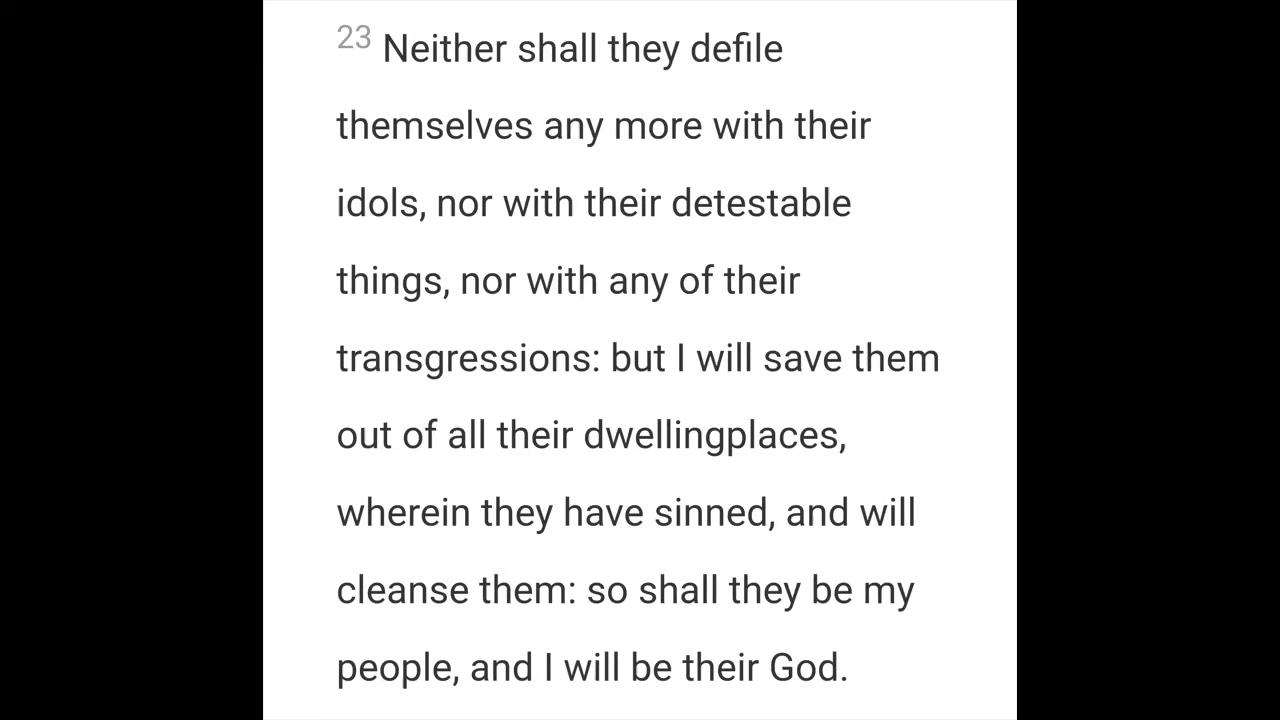 23 Neither shall they defile
themselves any more with their
idols, nor with their detestable
things, nor with any of their
transgressions: but I will save them
out of all their dwellingplaces,
wherein they have sinned, and will
cleanse them: so shall they be my
people, and I will be their God.